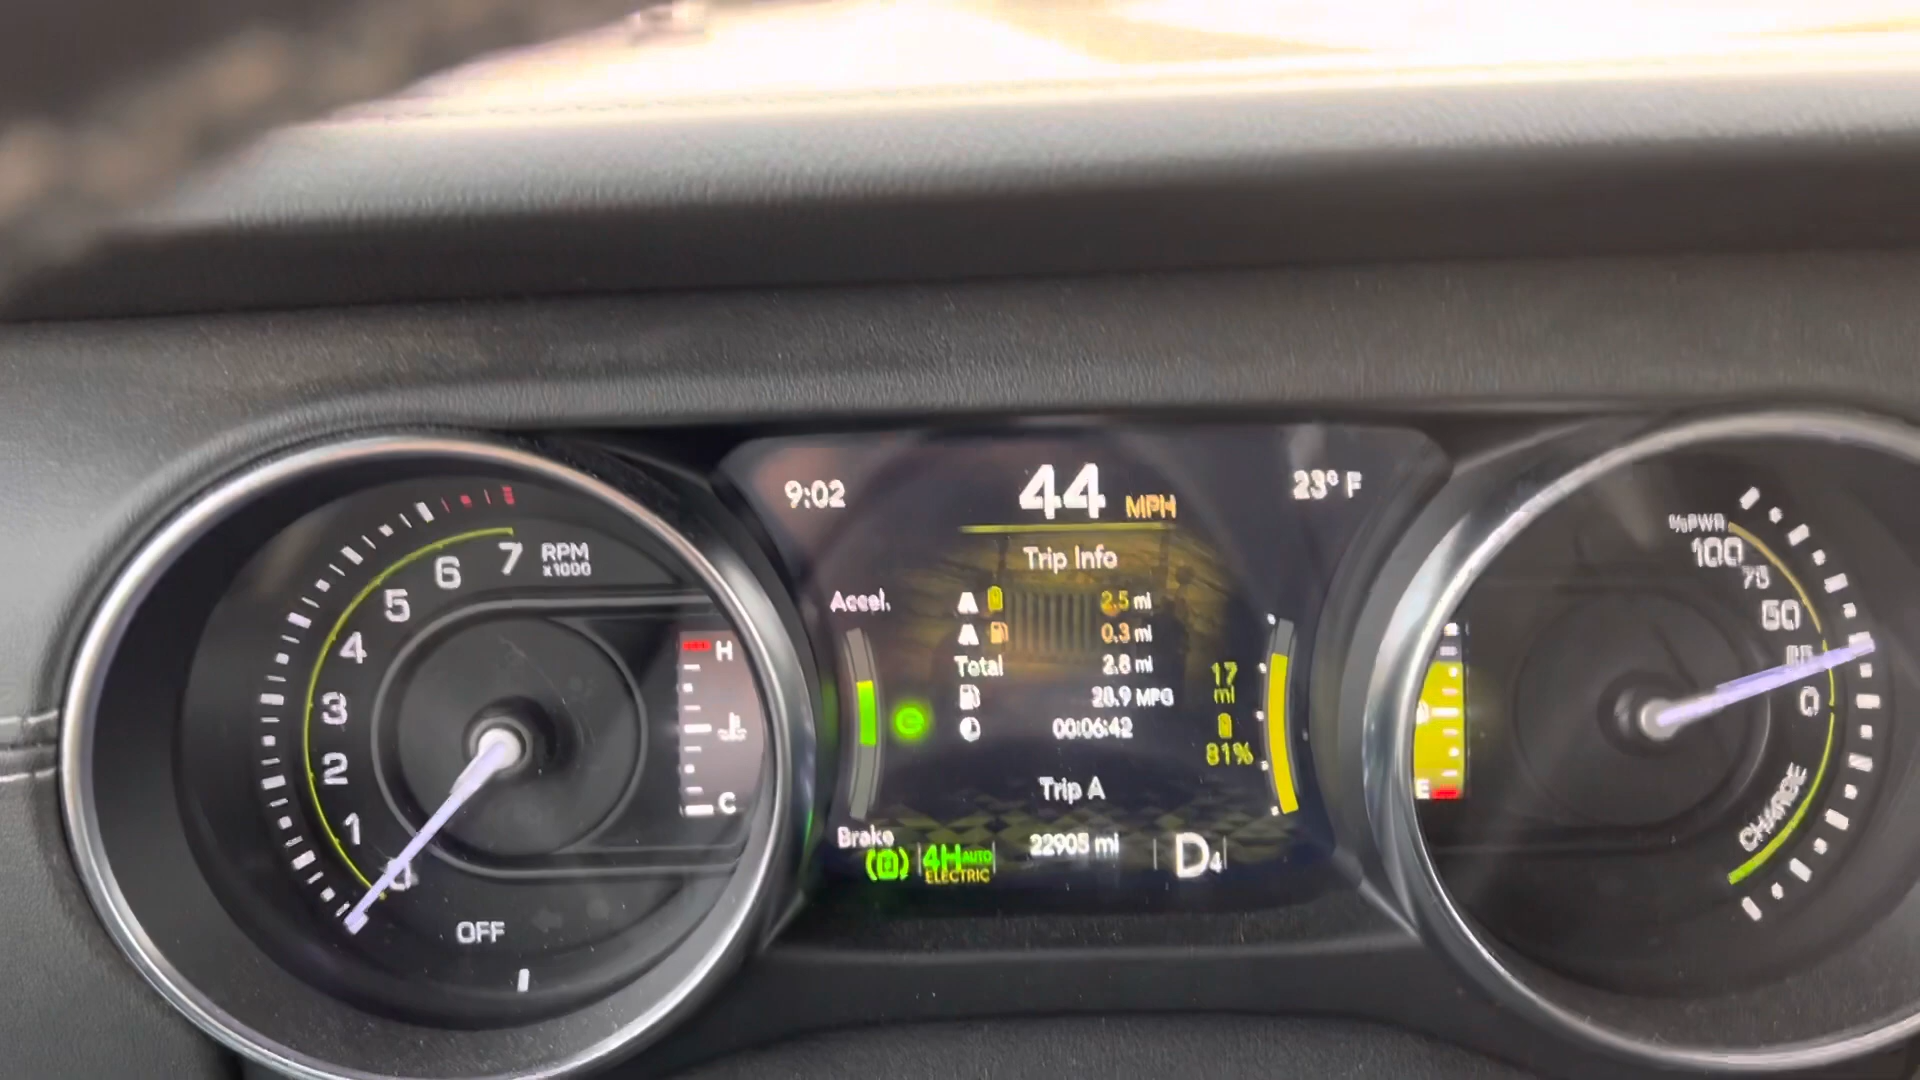 7
6
5
4
3
2
1
0
RPM
x1000
OFF
H
C
9:02
44 MPH
23° F
Trip Info
2.5 mi
0.3 mi
Total 2.8 mi
28.9 MPG
00:06:42
Trip A
Accel.
Brake
17
mi
81%
4H AUTO
ELECTRIC
22905 mi
D4
E
%PWR
100
75
50
25
0
CHARGE